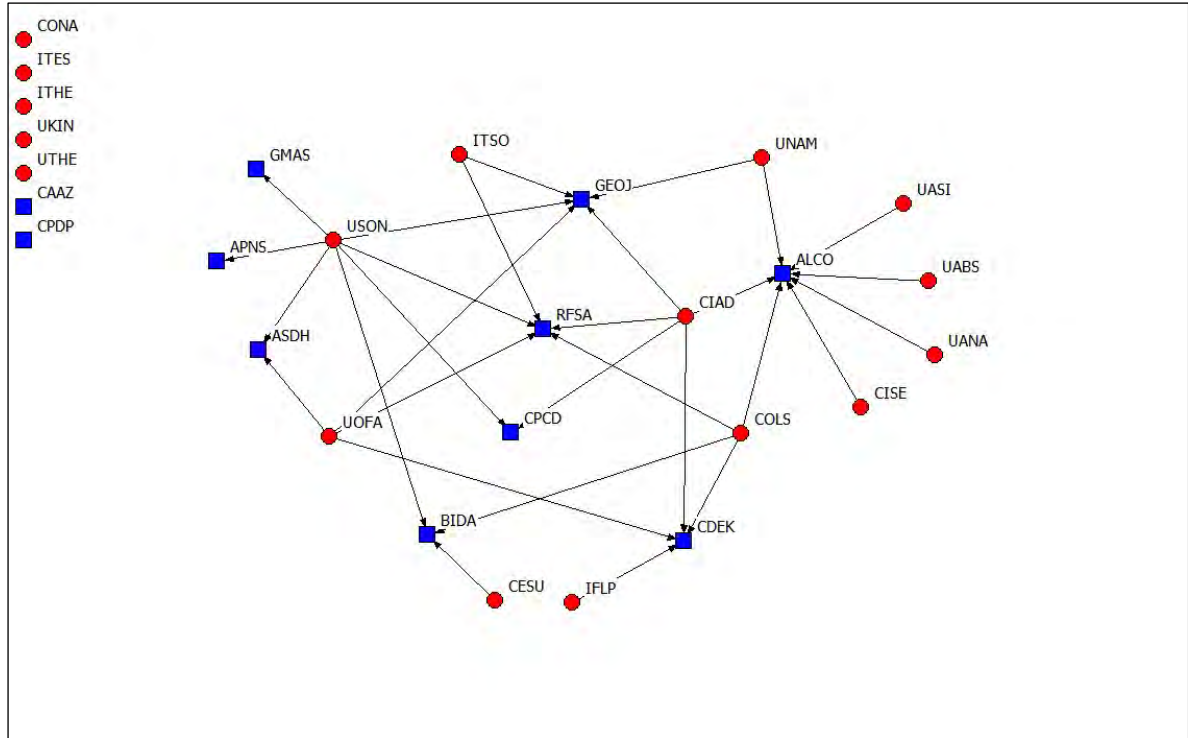 CONA
ITES
ITHE
UKIN
UTHE
CAAZ
CPDP
GMAS
ITSO
UNAM
GEOJ
UASI
USON
APNS
ALCO
UABS
CIAD
RFSA
ASDH
UANA
CISE
UOFA
CPCD
COLS
BIDA
CDEK
CESU
IFLP